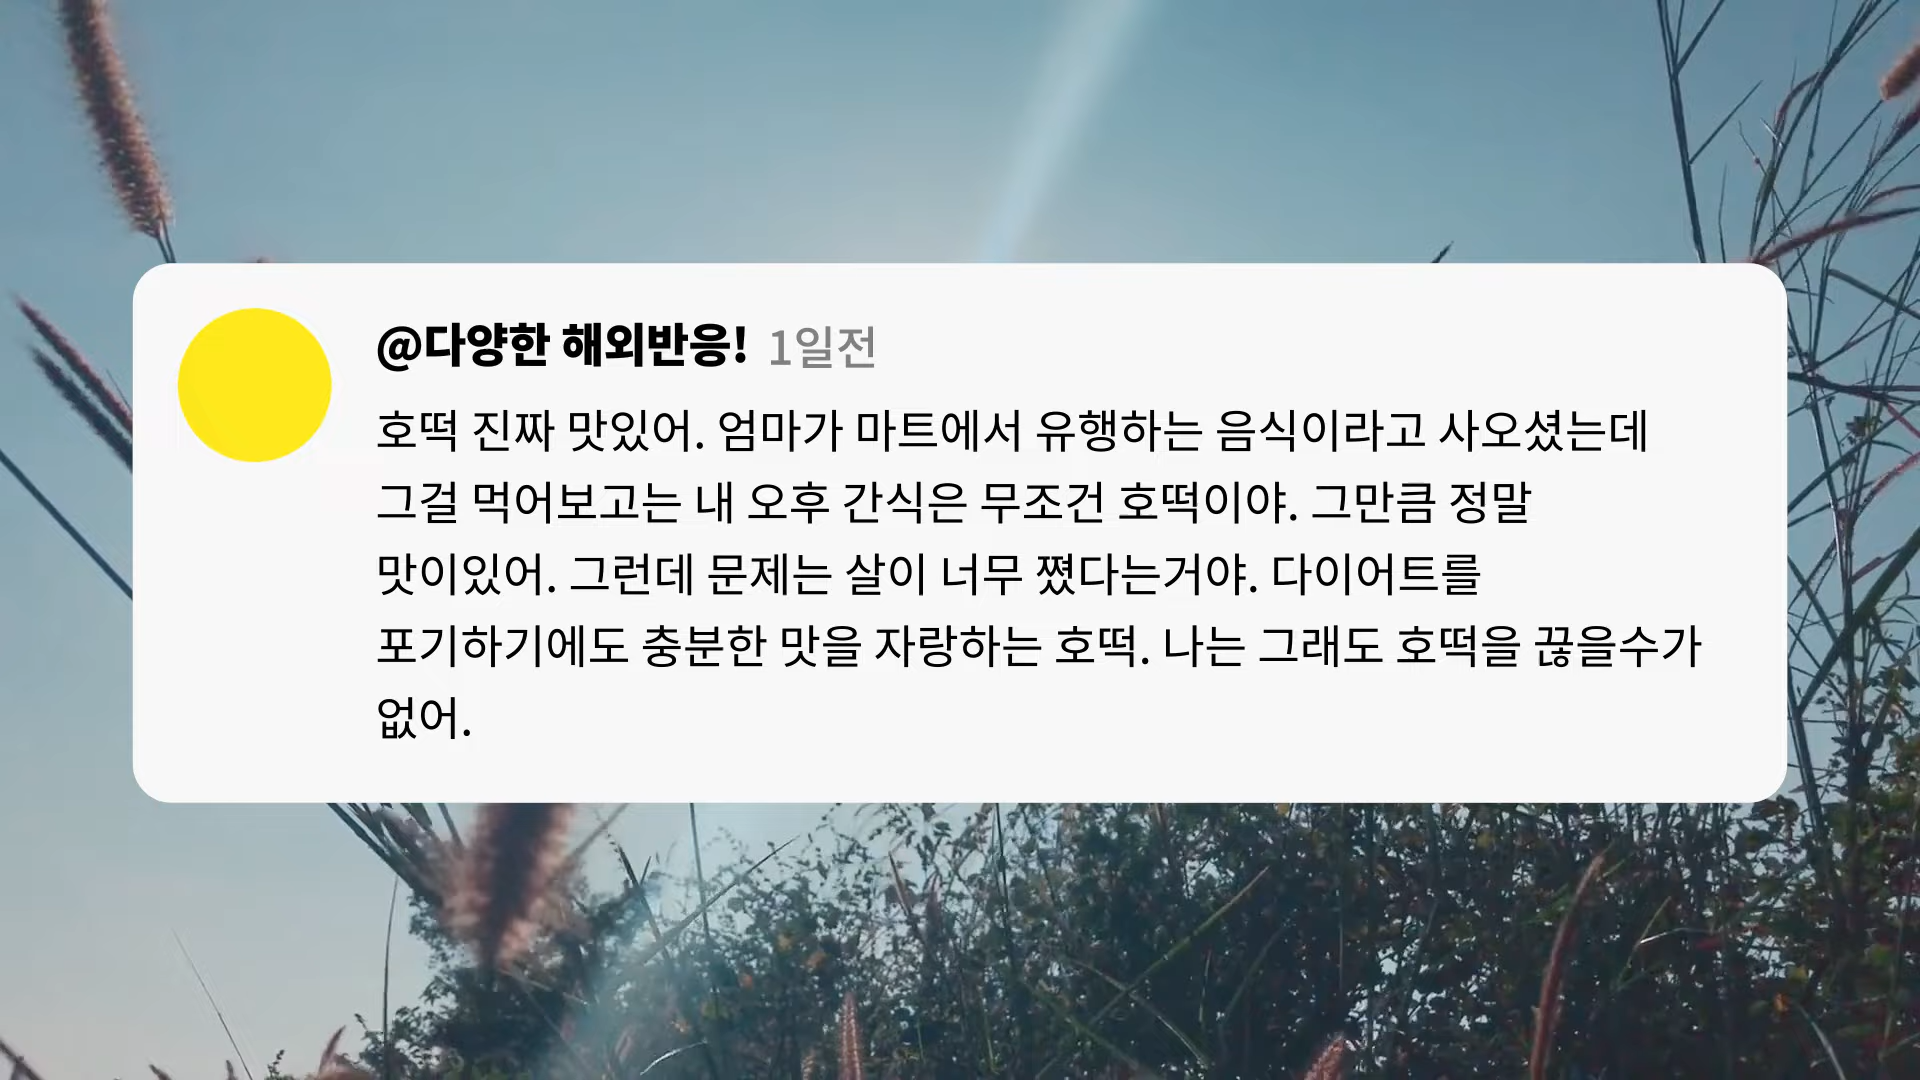 @다양한 해외반응! 1일전
호떡 진짜 맛있어. 엄마가 마트에서 유행하는 음식이라고 사오셨는데
그걸 먹어보고는 내 오후 간식은 무조건 호떡이야. 그만큼 정말
맛이있어. 그런데 문제는 살이 너무 쪘다는거야. 다이어트를
포기하기에도 충분한 맛을 자랑하는 호떡. 나는 그래도 호떡을 끊을수가
없어.